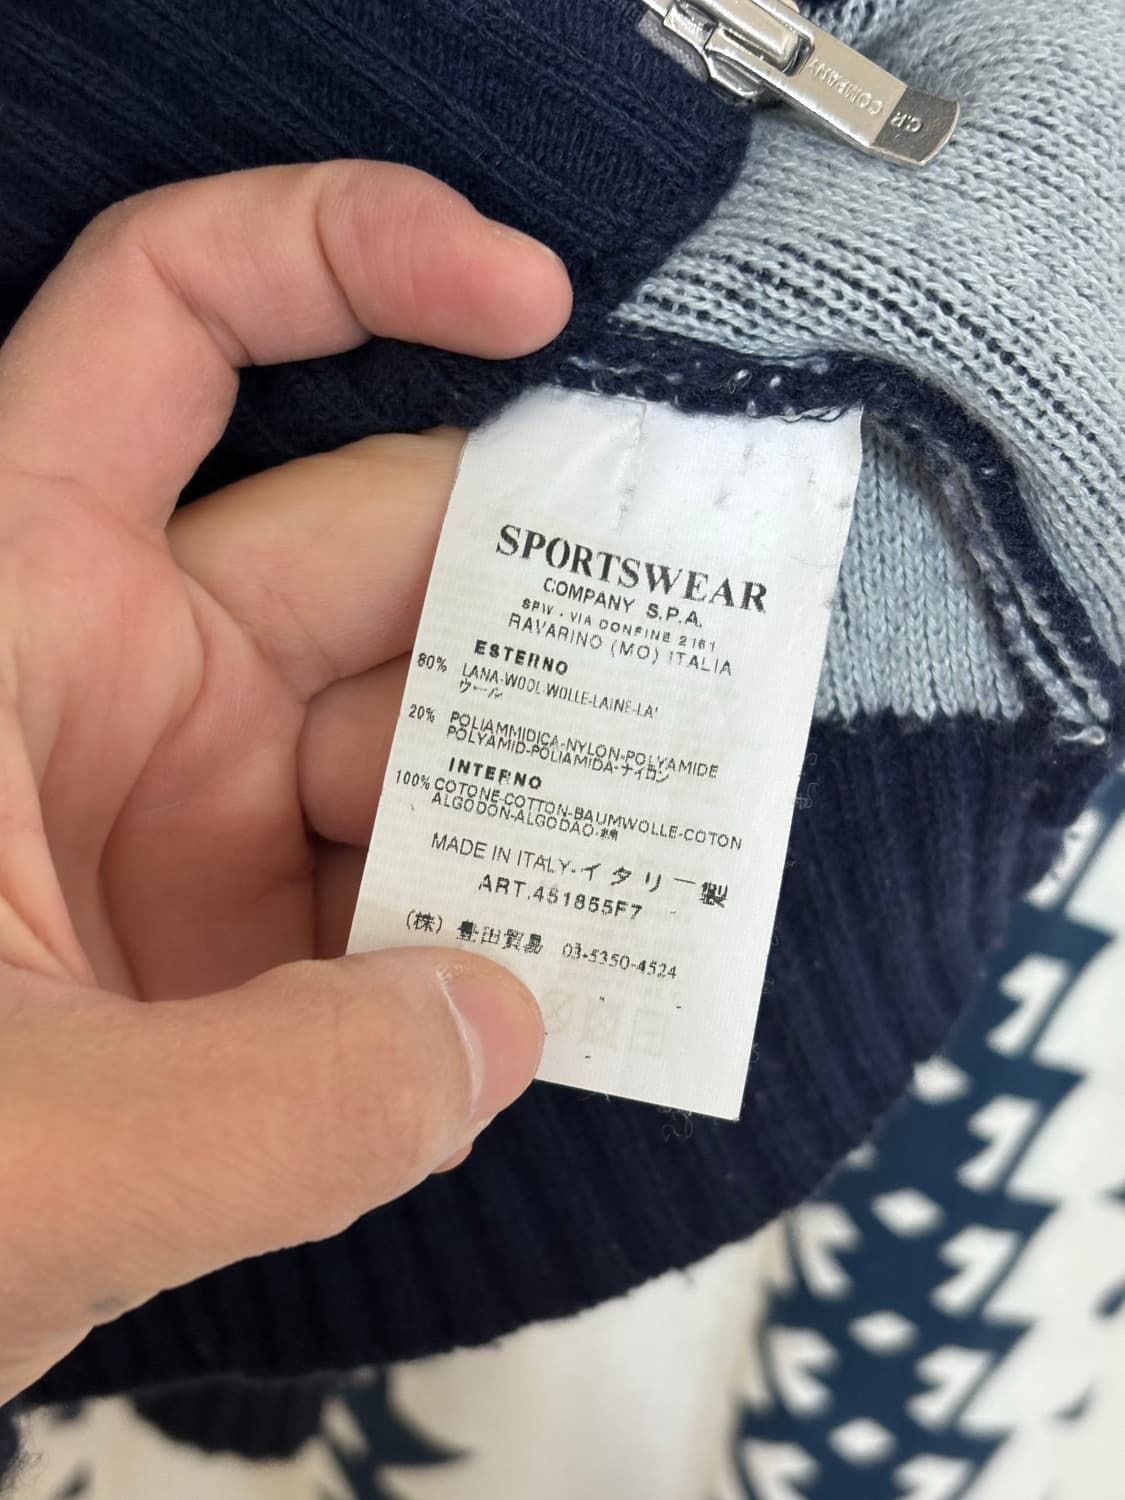 C.P. COMPANY
SPORTSWEAR
COMPANY S.P.A.
SPW - VIA CONFINE 2161
RAVARINO (MO) ITALIA
ESTERNO
80% LANA-WOOL-WOLLE-LAINE-LA'
ウール
20% POLIAMMIDICA-NYLON-POLYAMIDE
POLYAMID-POLIAMIDA-ナイロン
INTERNO
100% COTONE-COTTON-BAUMWOLLE-COTON
ALGODON-ALGODAO-綿
MADE IN ITALY-イタリー製
ART.451855F7
(株) 豊田貿易 03-5350-4524